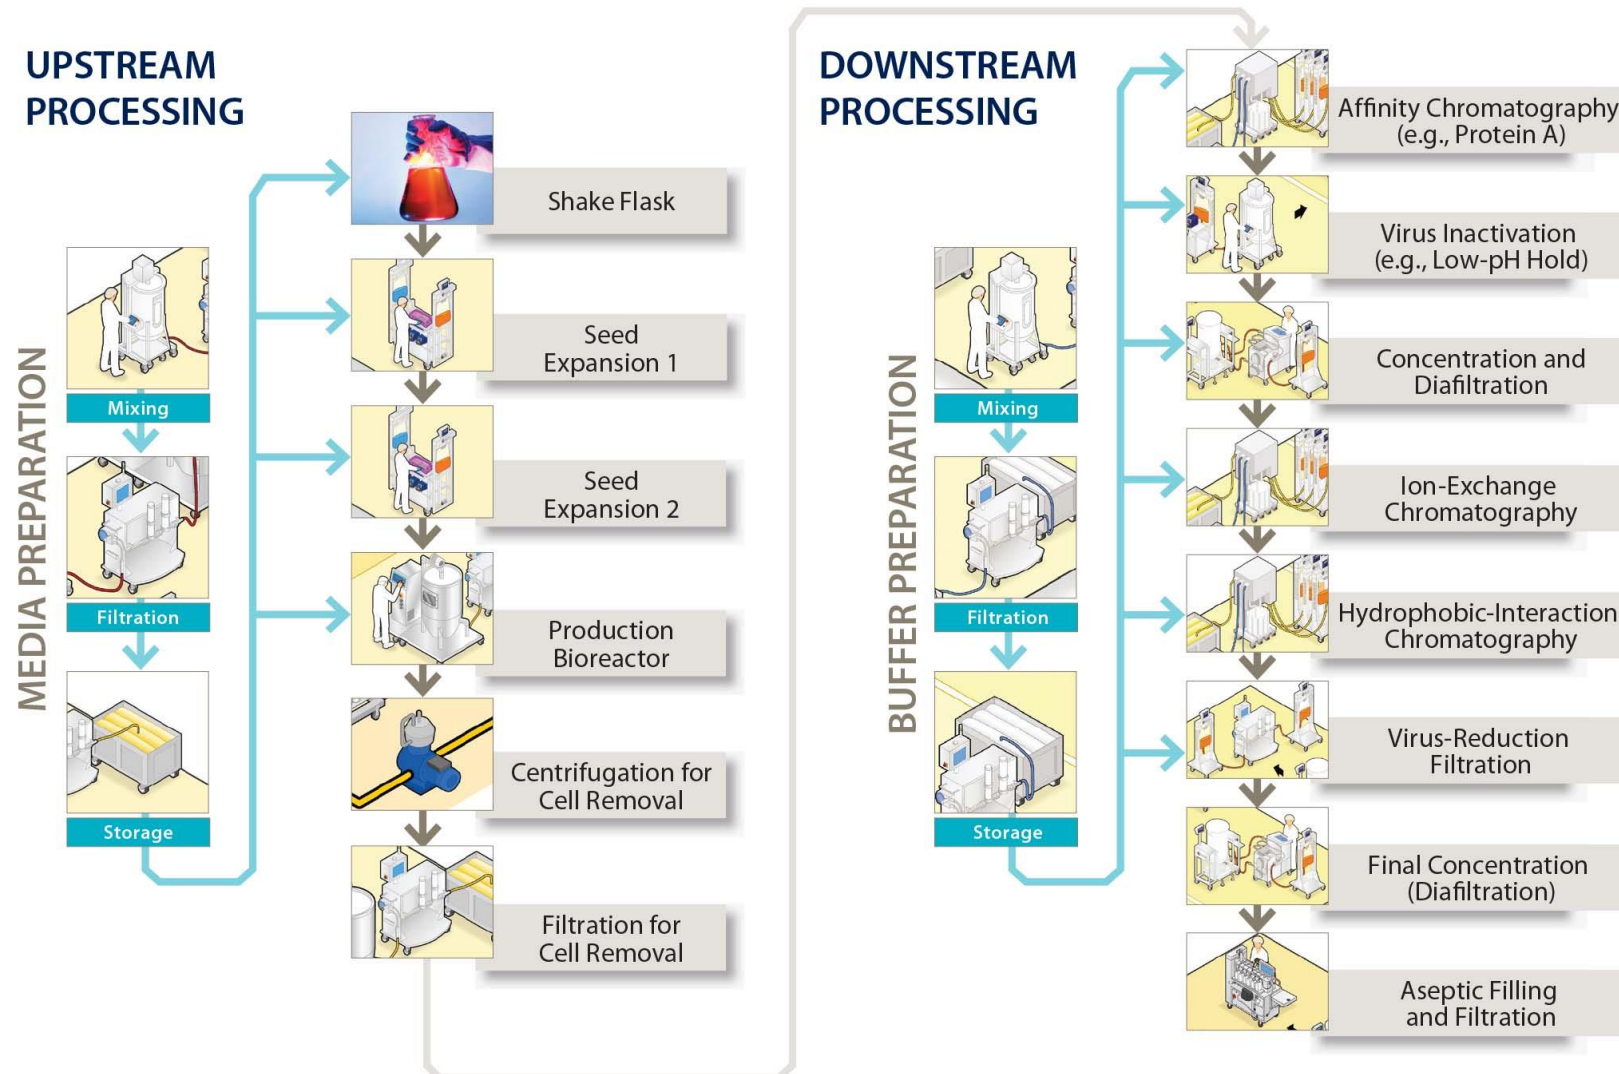 UPSTREAM
PROCESSING
MEDIA PREPARATION
Mixing
Filtration
Storage
Shake Flask
Seed
Expansion 1
Seed
Expansion 2
Production
Bioreactor
Centrifugation for
Cell Removal
Filtration for
Cell Removal
DOWNSTREAM
PROCESSING
BUFFER PREPARATION
Mixing
Filtration
Storage
Affinity Chromatography
(e.g., Protein A)
Virus Inactivation
(e.g., Low-pH Hold)
Concentration and
Diafiltration
Ion-Exchange
Chromatography
Hydrophobic-Interaction
Chromatography
Virus-Reduction
Filtration
Final Concentration
(Diafiltration)
Aseptic Filling
and Filtration